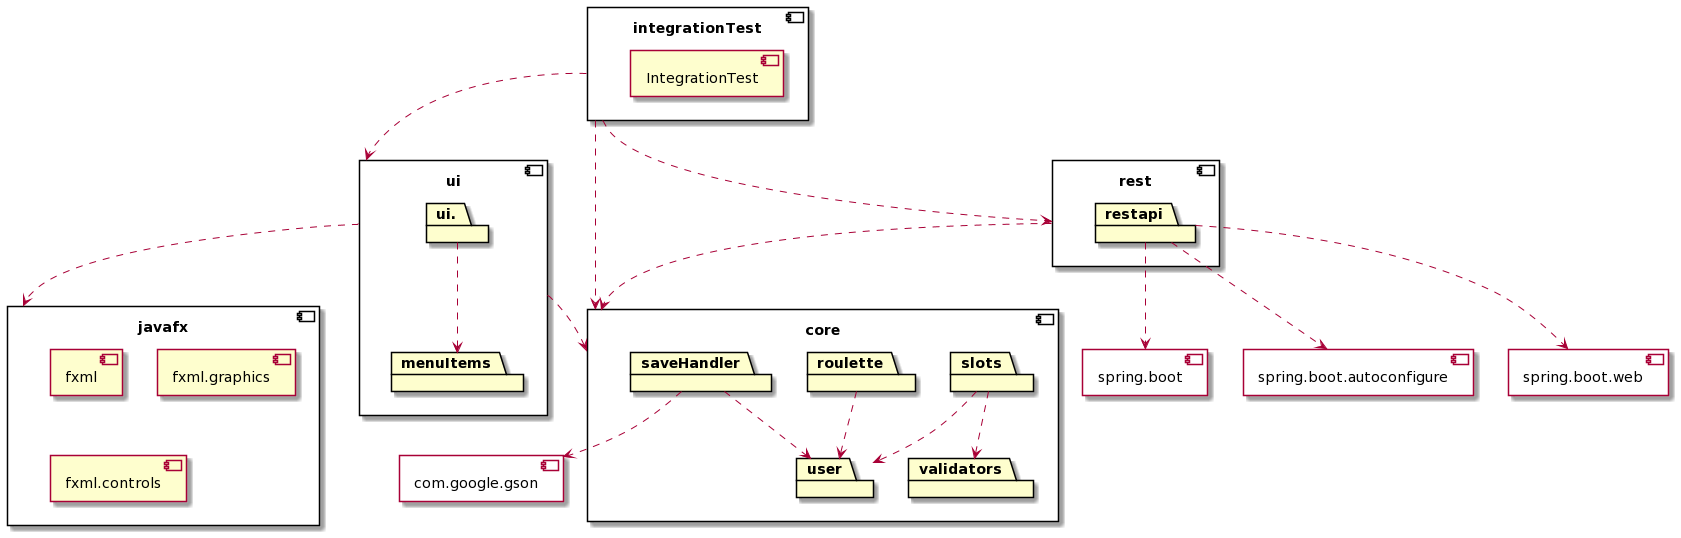 integrationTest
IntegrationTest
ui
ui.
menuItems
rest
restapi
javafx
fxml
fxml.graphics
fxml.controls
core
saveHandler
roulette
slots
user
validators
com.google.gson
spring.boot
spring.boot.autoconfigure
spring.boot.web